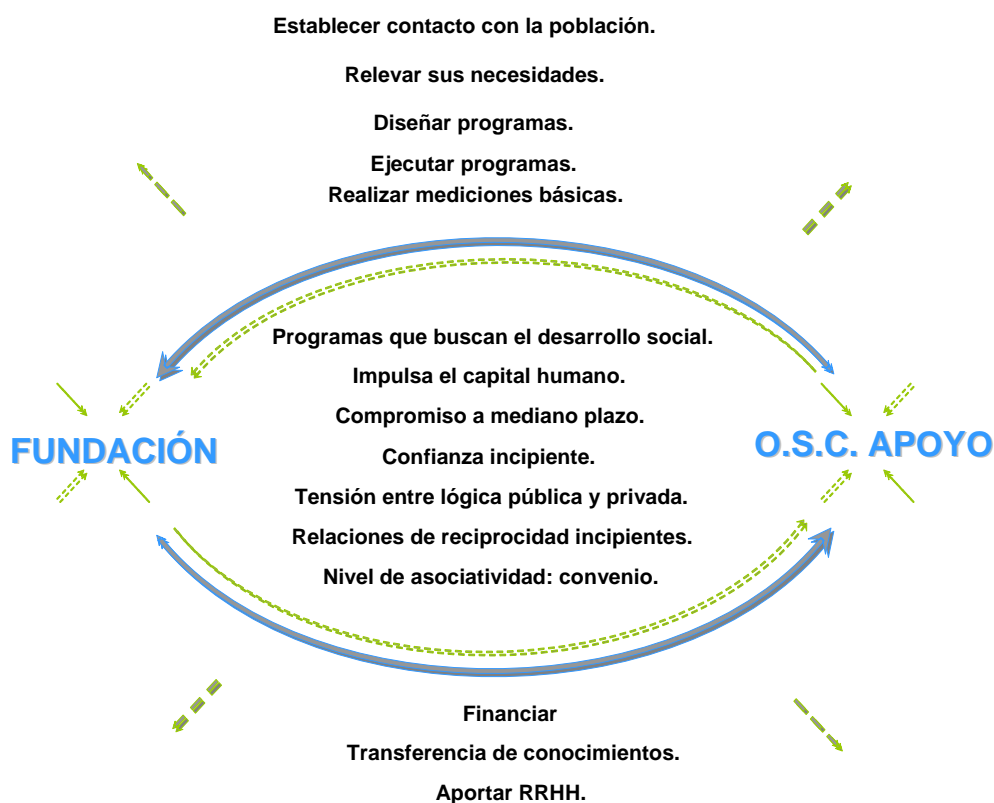 Establecer contacto con la población.
Relevar sus necesidades.
Diseñar programas.
Ejecutar programas.
Realizar mediciones básicas.
Programas que buscan el desarrollo social.
Impulsa el capital humano.
Compromiso a mediano plazo.
FUNDACIÓN
O.S.C. APOYO
Confianza incipiente.
Tensión entre lógica pública y privada.
Relaciones de reciprocidad incipientes.
Nivel de asociatividad: convenio.
Financiar
Transferencia de conocimientos.
Aportar RRHH.